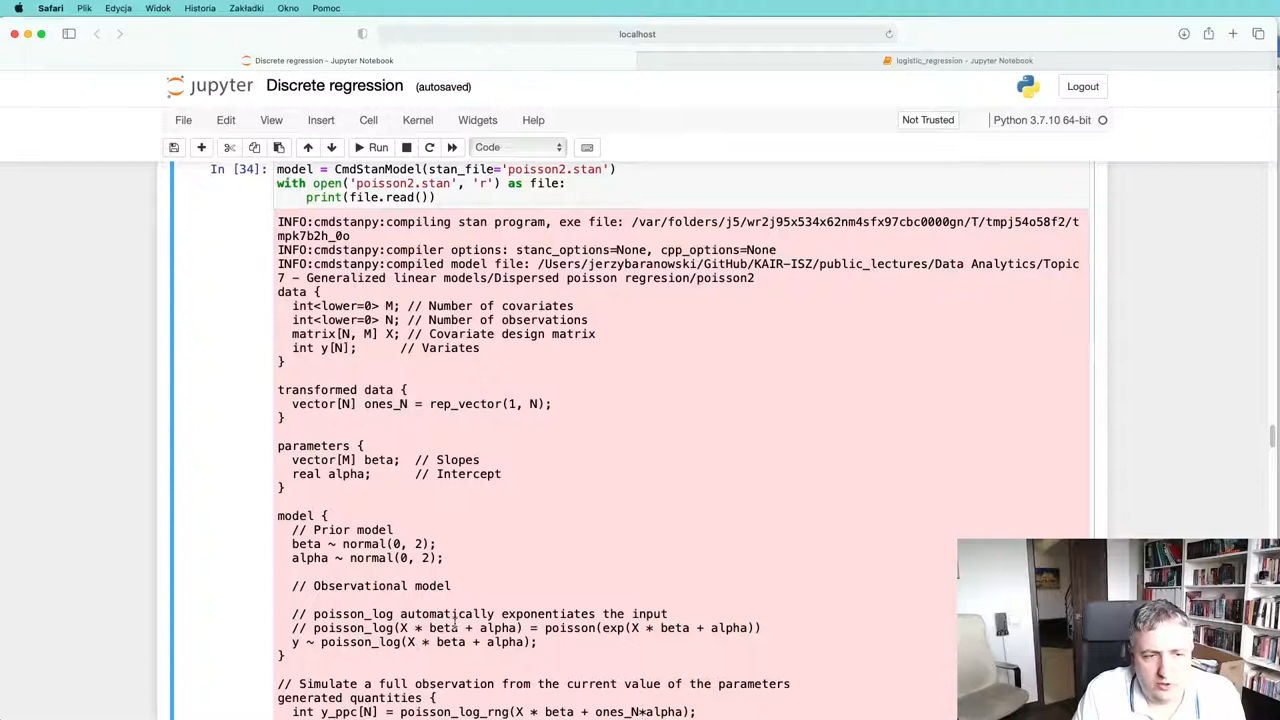 Safari Plik Edycja Widok Historia Zakładki Okno Pomoc
localhost
Discrete regression - Jupyter Notebook
logistic_regression - Jupyter Notebook
jupyter Discrete regression (autosaved)
Logout
File Edit View Insert Cell Kernel Widgets Help
Not Trusted
Python 3.7.10 64-bit
Run
Code
In [34]: model = CmdStanModel(stan_file='poisson2.stan')
with open('poisson2.stan', 'r') as file:
    print(file.read())
INFO:cmdstanpy:compiling stan program, exe file: /var/folders/j5/wr2j95x534x62nm4sfx97cbc0000gn/T/tmpj54o58f2/t
mpk7b2h_0o
INFO:cmdstanpy:compiler options: stanc_options=None, cpp_options=None
INFO:cmdstanpy:compiled model file: /Users/jerzybaranowski/GitHub/KAIR-ISZ/public_lectures/Data Analytics/Topic
7 - Generalized linear models/Dispersed poisson regresion/poisson2
data {
  int<lower=0> M; // Number of covariates
  int<lower=0> N; // Number of observations
  matrix[N, M] X; // Covariate design matrix
  int y[N];      // Variates
}
transformed data {
  vector[N] ones_N = rep_vector(1, N);
}
parameters {
  vector[M] beta;  // Slopes
  real alpha;      // Intercept
}
model {
  // Prior model
  beta ~ normal(0, 2);
  alpha ~ normal(0, 2);
  // Observational model
  // poisson_log automatically exponentiates the input
  // poisson_log(X * beta + alpha) = poisson(exp(X * beta + alpha))
  y ~ poisson_log(X * beta + alpha);
}
// Simulate a full observation from the current value of the parameters
generated quantities {
  int y_ppc[N] = poisson_log_rng(X * beta + ones_N*alpha);